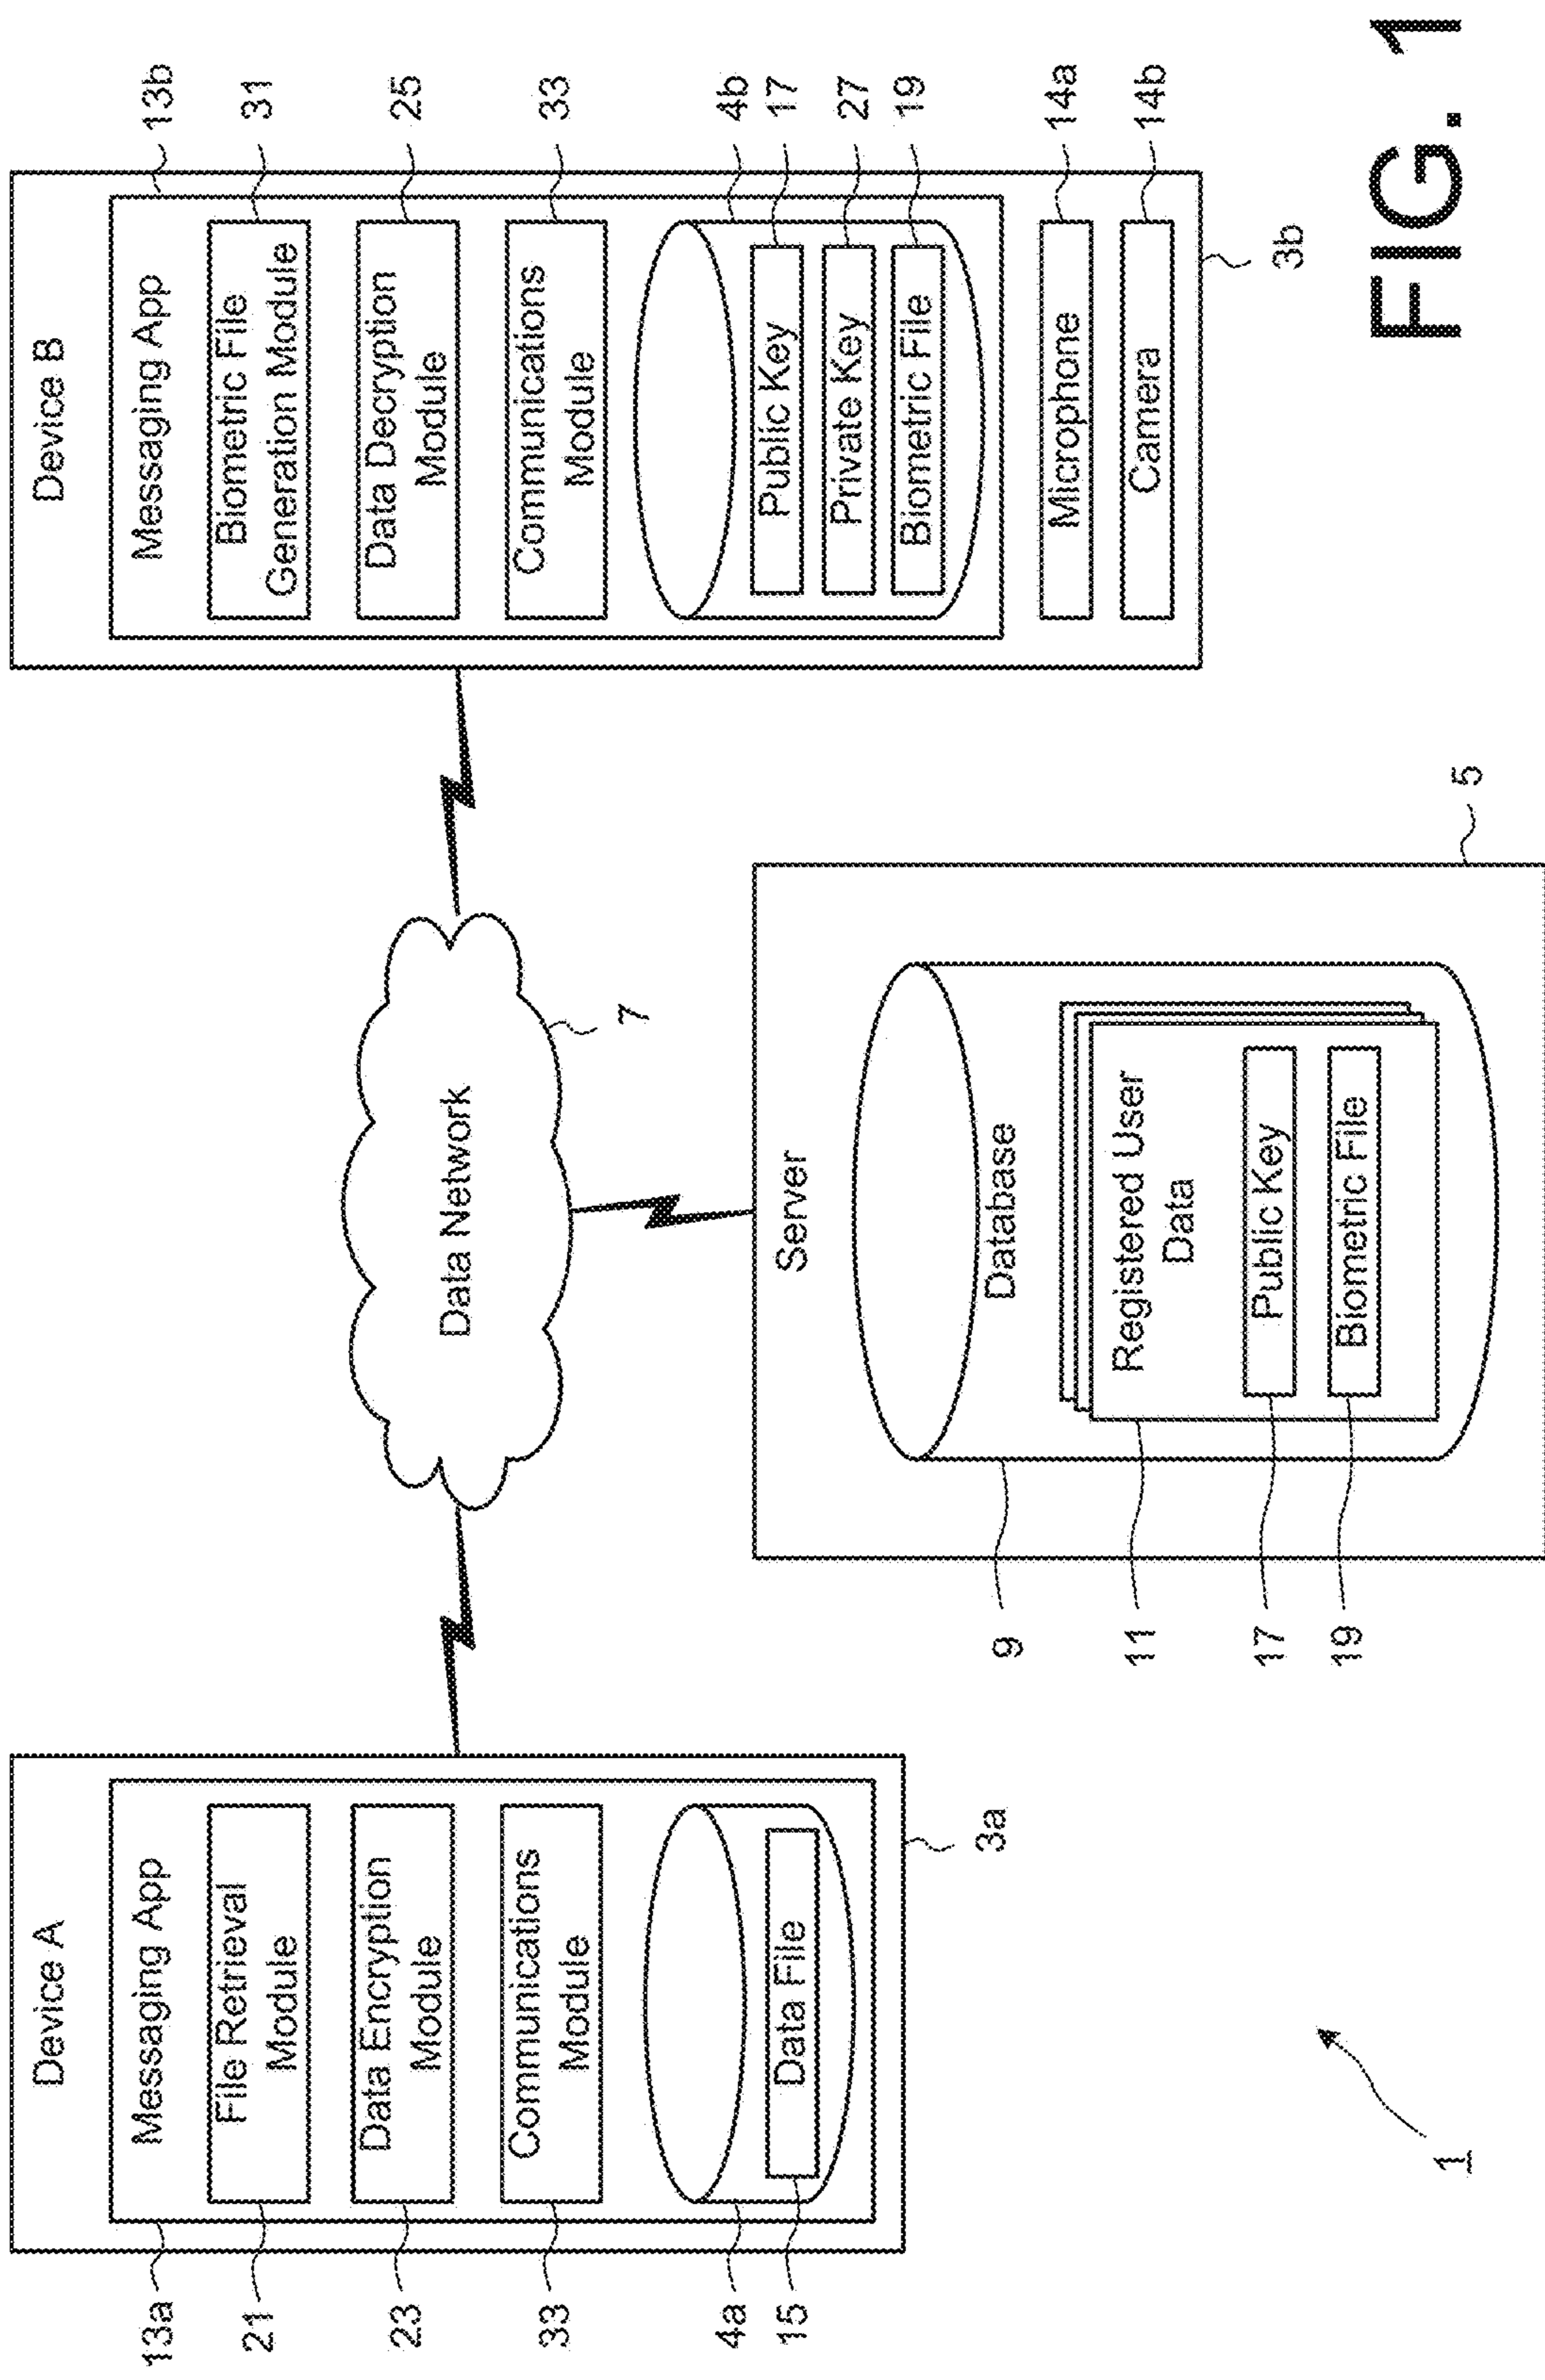 Device A
Messaging App
File Retrieval
Module
Data Encryption
Module
Communications
Module
Data File
13a
21
23
33
4a
15
3a
1
Data Network
7
Server
Database
Registered User
Data
Public Key
Biometric File
9
11
17
19
5
Device B
Messaging App
Biometric File
Generation Module
Data Decryption
Module
Communications
Module
Public Key
Private Key
Biometric File
Microphone
Camera
13b
31
25
33
4b
17
27
19
14a
14b
3b
FIG. 1